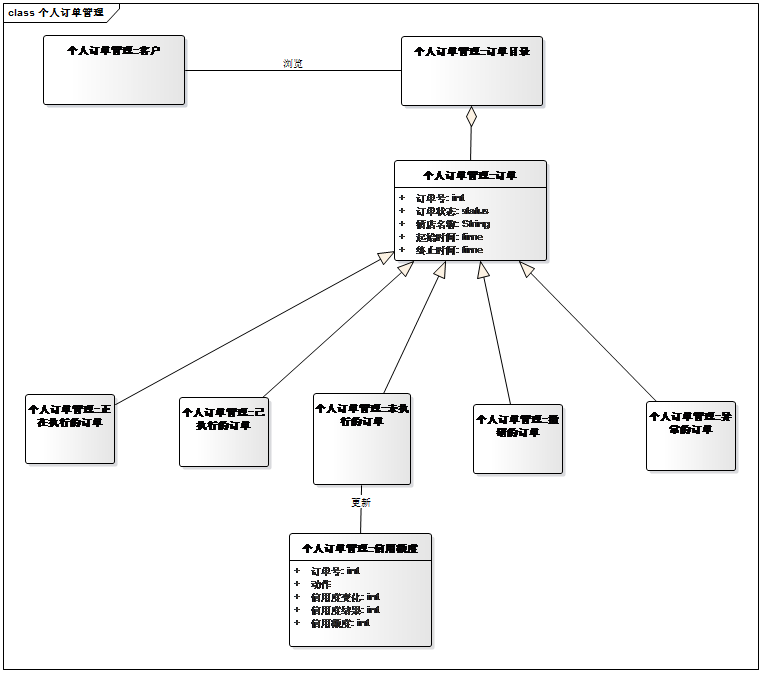 class 个人订单管理
个人订单管理::客户
浏览
个人订单管理::订单目录
个人订单管理::订单
+ 订单号: int
+ 订单状态: status
+ 酒店名称: String
+ 起始时间: time
+ 终止时间: time
个人订单管理::正
在执行的订单
个人订单管理::已
执行的订单
个人订单管理::未执
行的订单
个人订单管理::撤
销的订单
个人订单管理::异
常的订单
更新
个人订单管理::信用额度
+ 订单号: int
+ 动作
+ 信用度变化: int
+ 信用度结果: int
+ 信用额度: int